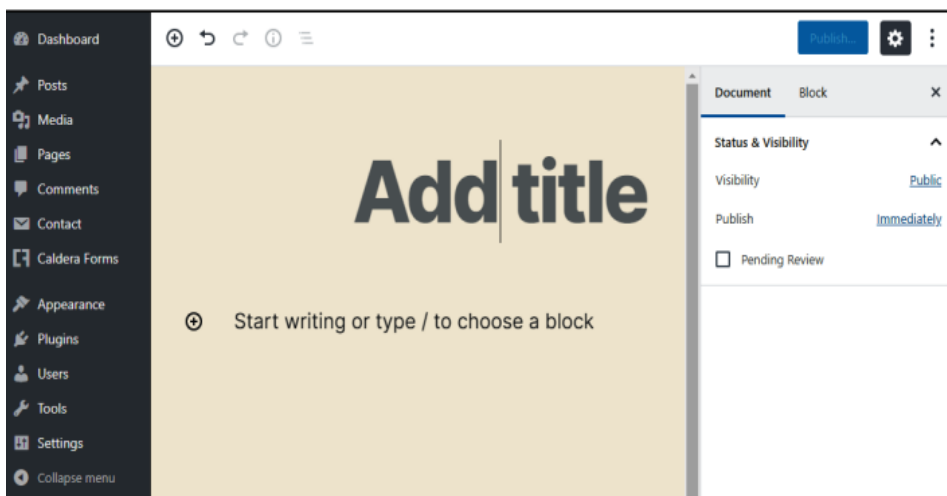 Dashboard
Posts
Media
Pages
Comments
Contact
Caldera Forms
Appearance
Plugins
Users
Tools
Settings
Collapse menu
Publish...
Add title
Start writing or type / to choose a block
Document Block
Status & Visibility
Visibility Public
Publish Immediately
Pending Review